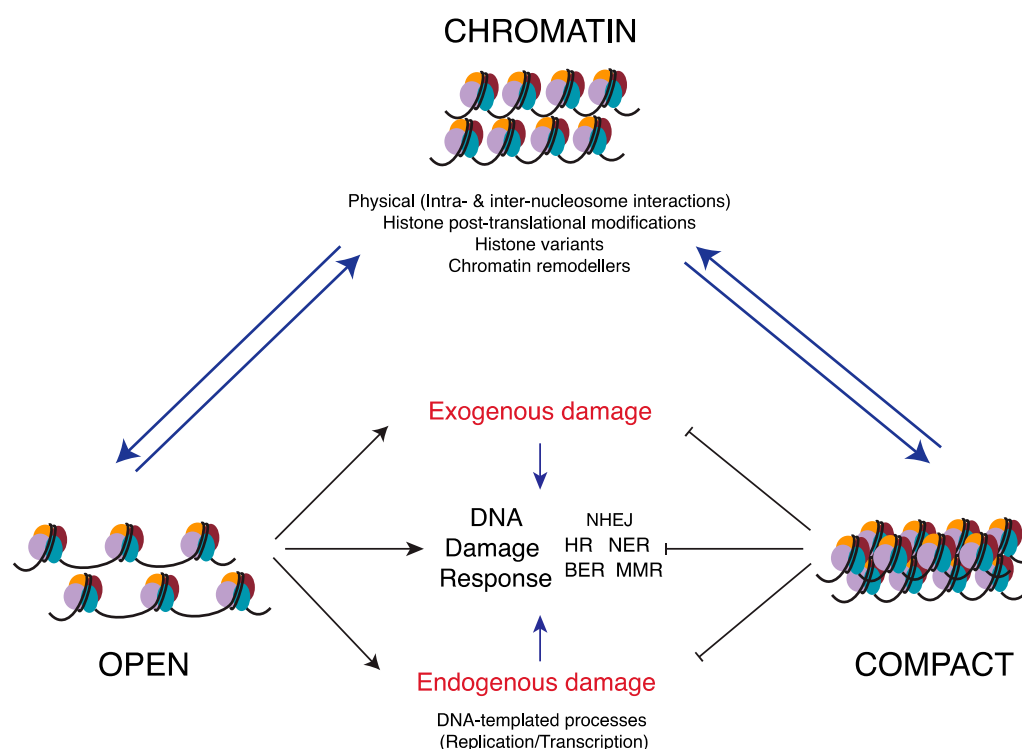 CHROMATIN
Physical (Intra- & inter-nucleosome interactions)
Histone post-translational modifications
Histone variants
Chromatin remodellers
Exogenous damage
DNA
Damage
Response
NHEJ
HR NER
BER MMR
OPEN
COMPACT
Endogenous damage
DNA-templated processes
(Replication/Transcription)